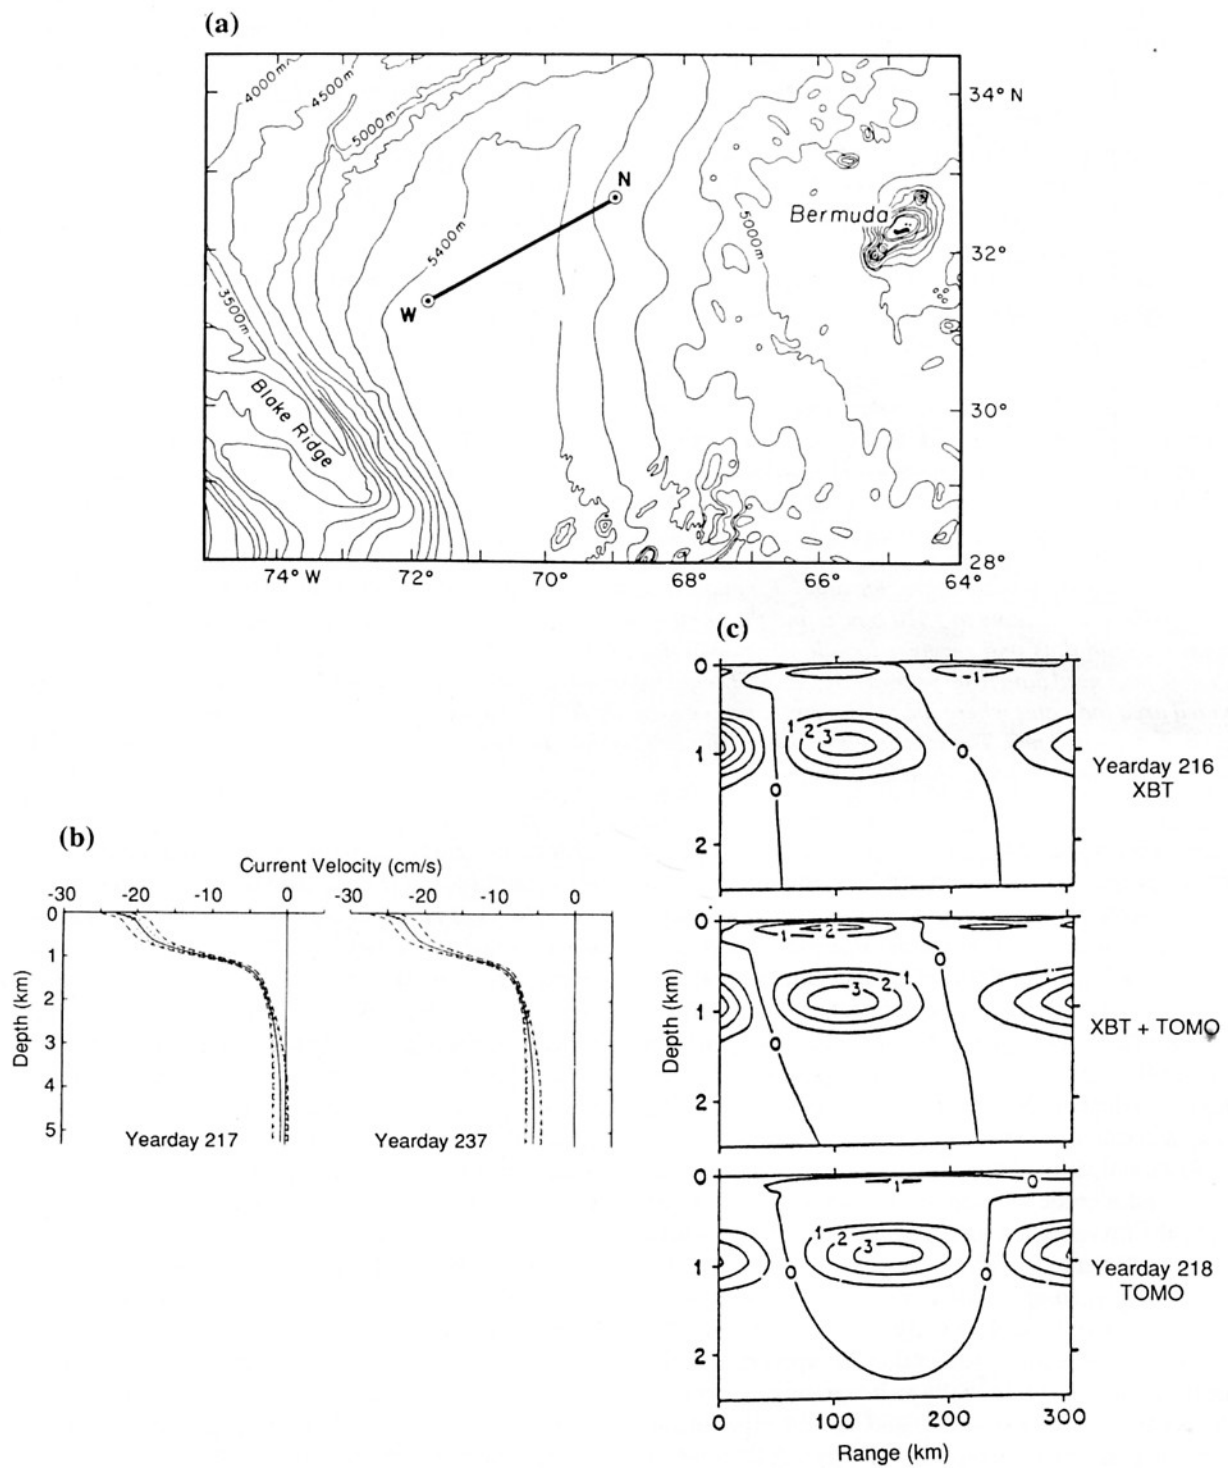 (a)
4000m
4500m
5000m
34° N
N
Bermuda
5000m
5400m
32°
W
3500m
Blake Ridge
30°
28°
74° W
72°
70°
68°
66°
64°
(c)
0
-1
1 2 3
1
0
0
2
Yearday 216
XBT
(b)
Current Velocity (cm/s)
-30 -20 -10 0 -30 -20 -10 0
0
1
2
3
4
5
Depth (km)
Yearday 217
Yearday 237
0
1 2
0
3 2 1
1
0
2
Depth (km)
XBT + TOMO
0
1
0
1 2 3
1
0
0
2
Yearday 218
TOMO
0 100 200 300
Range (km)